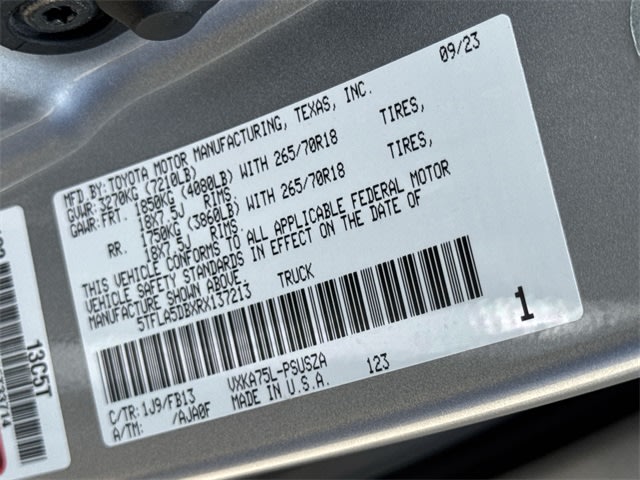 MFD BY: TOYOTA MOTOR MANUFACTURING, TEXAS, INC. 09/23
GVWR: 3270KG (7210LB)
GAWR: FRT. 1850KG (4080LB) WITH 265/70R18 TIRES,
18X7.5J RIMS,
RR. 1750KG (3860LB) WITH 265/70R18 TIRES,
18X7.5J RIMS.
THIS VEHICLE CONFORMS TO ALL APPLICABLE FEDERAL MOTOR
VEHICLE SAFETY STANDARDS IN EFFECT ON THE DATE OF
MANUFACTURE SHOWN ABOVE.
5TFLA5DBXRX137213 TRUCK
1
C/TR: 1J9/FB13 VXKA75L-PSUSZA
A/TM: /AJA0F MADE IN U.S.A. 123
13C5T